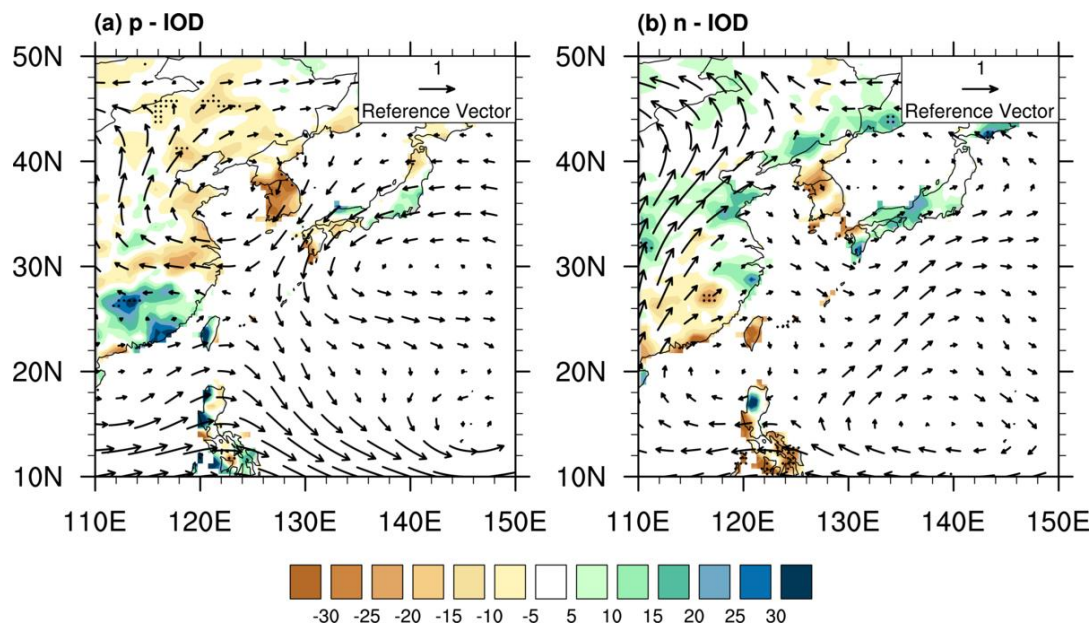 (a) p - IOD
50N
40N
30N
20N
10N
110E 120E 130E 140E 150E
1
Reference Vector
(b) n - IOD
50N
40N
30N
20N
10N
110E 120E 130E 140E 150E
1
Reference Vector
-30 -25 -20 -15 -10 -5 5 10 15 20 25 30